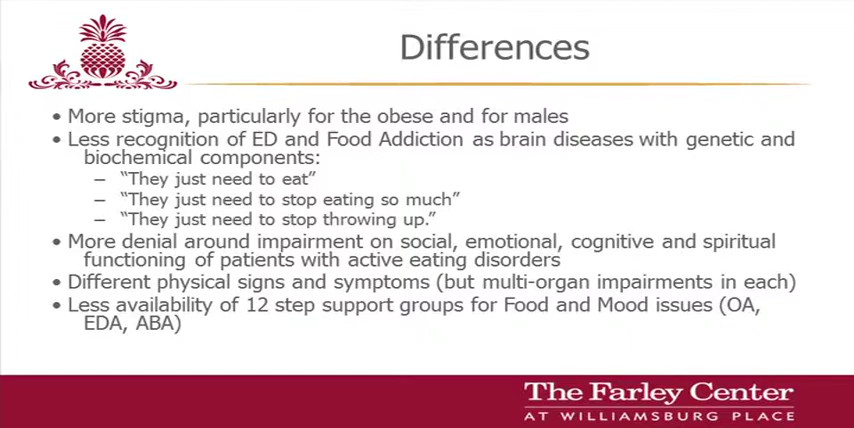 Differences
• More stigma, particularly for the obese and for males
• Less recognition of ED and Food Addiction as brain diseases with genetic and
biochemical components:
– “They just need to eat”
– “They just need to stop eating so much”
– “They just need to stop throwing up.”
• More denial around impairment on social, emotional, cognitive and spiritual
functioning of patients with active eating disorders
• Different physical signs and symptoms (but multi-organ impairments in each)
• Less availability of 12 step support groups for Food and Mood issues (OA,
EDA, ABA)
The Farley Center
AT WILLIAMSBURG PLACE